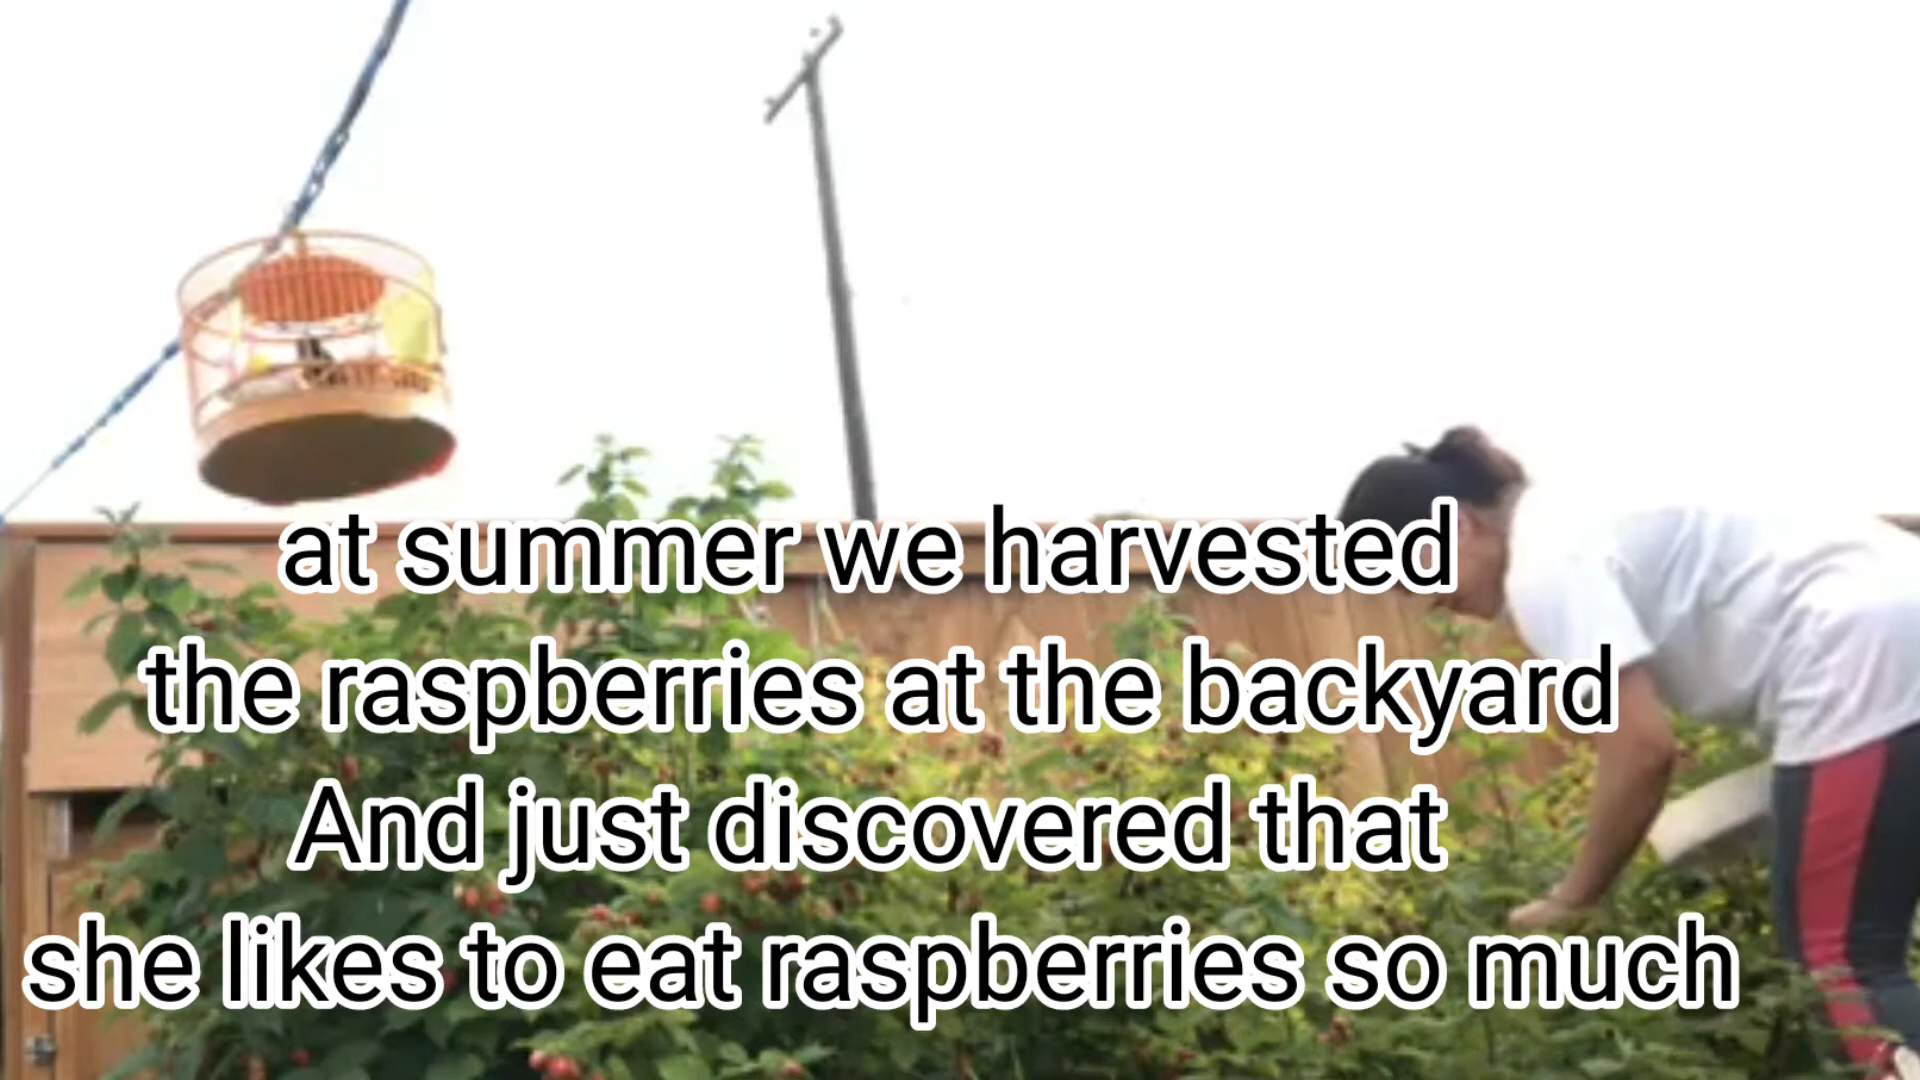 at summer we harvested
the raspberries at the backyard
And just discovered that
she likes to eat raspberries so much